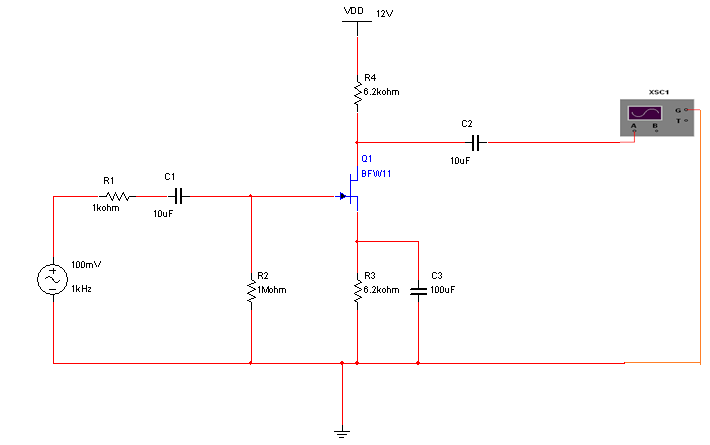 VDD 12V
R4
6.2kohm
XSC1
G
T
A B
C2
10uF
Q1
BFW11
R1
1kohm
C1
10uF
100mV
1kHz
R2
1Mohm
R3
6.2kohm
C3
100uF